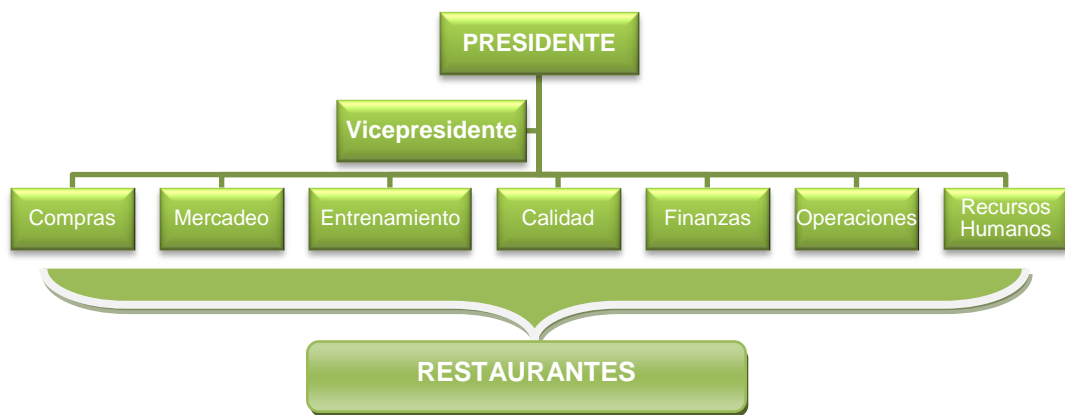 PRESIDENTE
Vicepresidente
Compras
Mercadeo
Entrenamiento
Calidad
Finanzas
Operaciones
Recursos
Humanos
RESTAURANTES